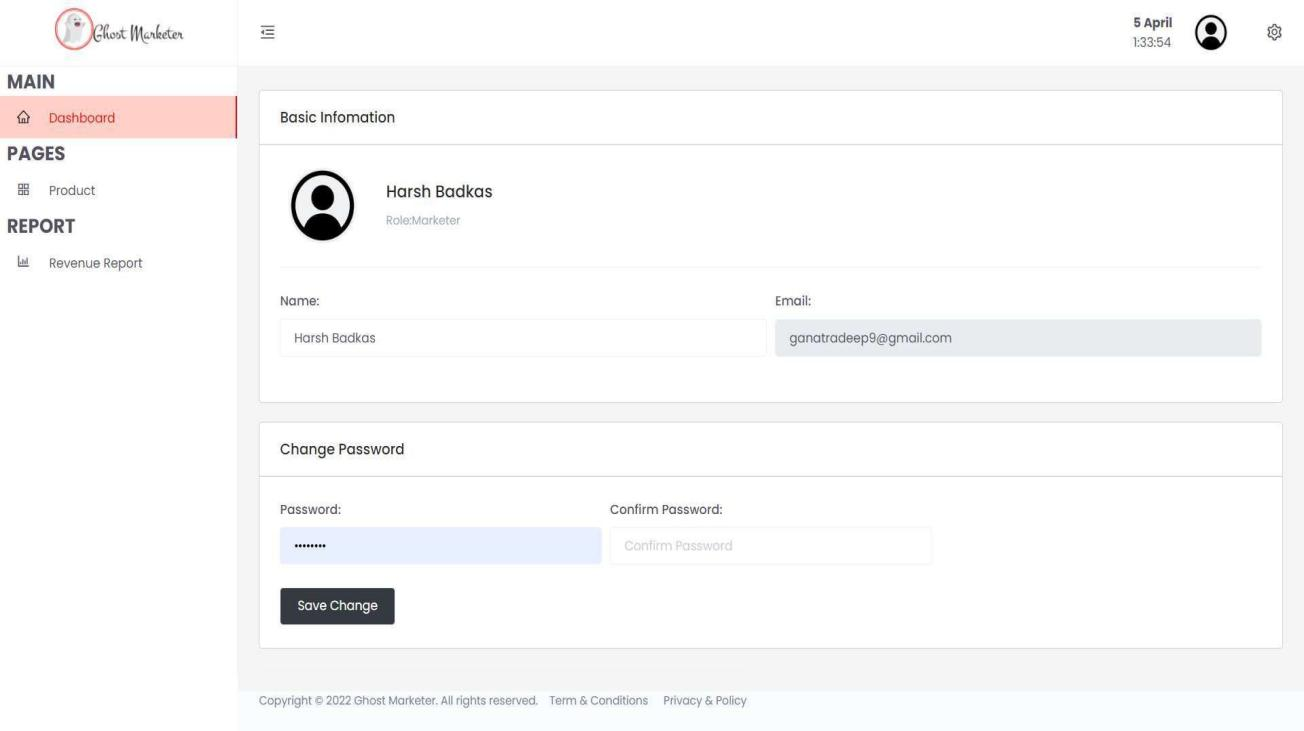 Ghost Marketer
5 April
1:33:54
MAIN
Dashboard
PAGES
Product
REPORT
Revenue Report
Basic Infomation
Harsh Badkas
Role:Marketer
Name:
Email:
Harsh Badkas
ganatradeep9@gmail.com
Change Password
Password:
Confirm Password:
••••••••
Confirm Password
Save Change
Copyright © 2022 Ghost Marketer. All rights reserved. Term & Conditions Privacy & Policy